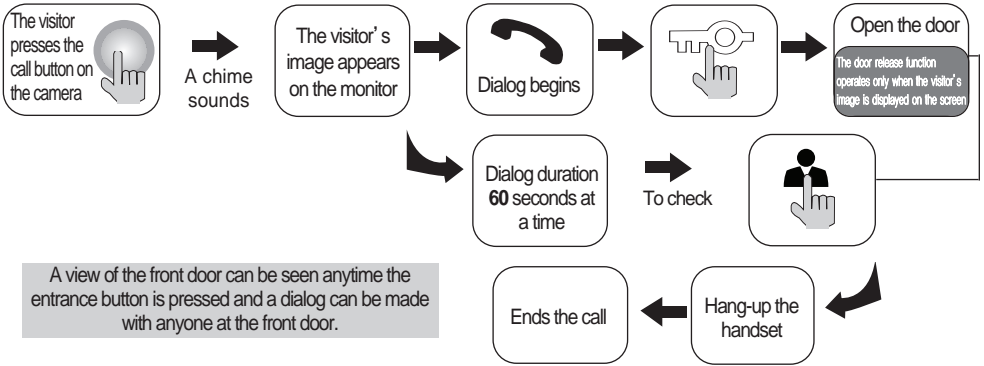 The visitor
presses the
call button on
the camera
A chime
sounds
The visitor's
image appears
on the monitor
Dialog begins
Open the door
The door release function
operates only when the visitor's
image is displayed on the screen
Dialog duration
60 seconds at
a time
To check
A view of the front door can be seen anytime the
entrance button is pressed and a dialog can be made
with anyone at the front door.
Hang-up the
handset
Ends the call